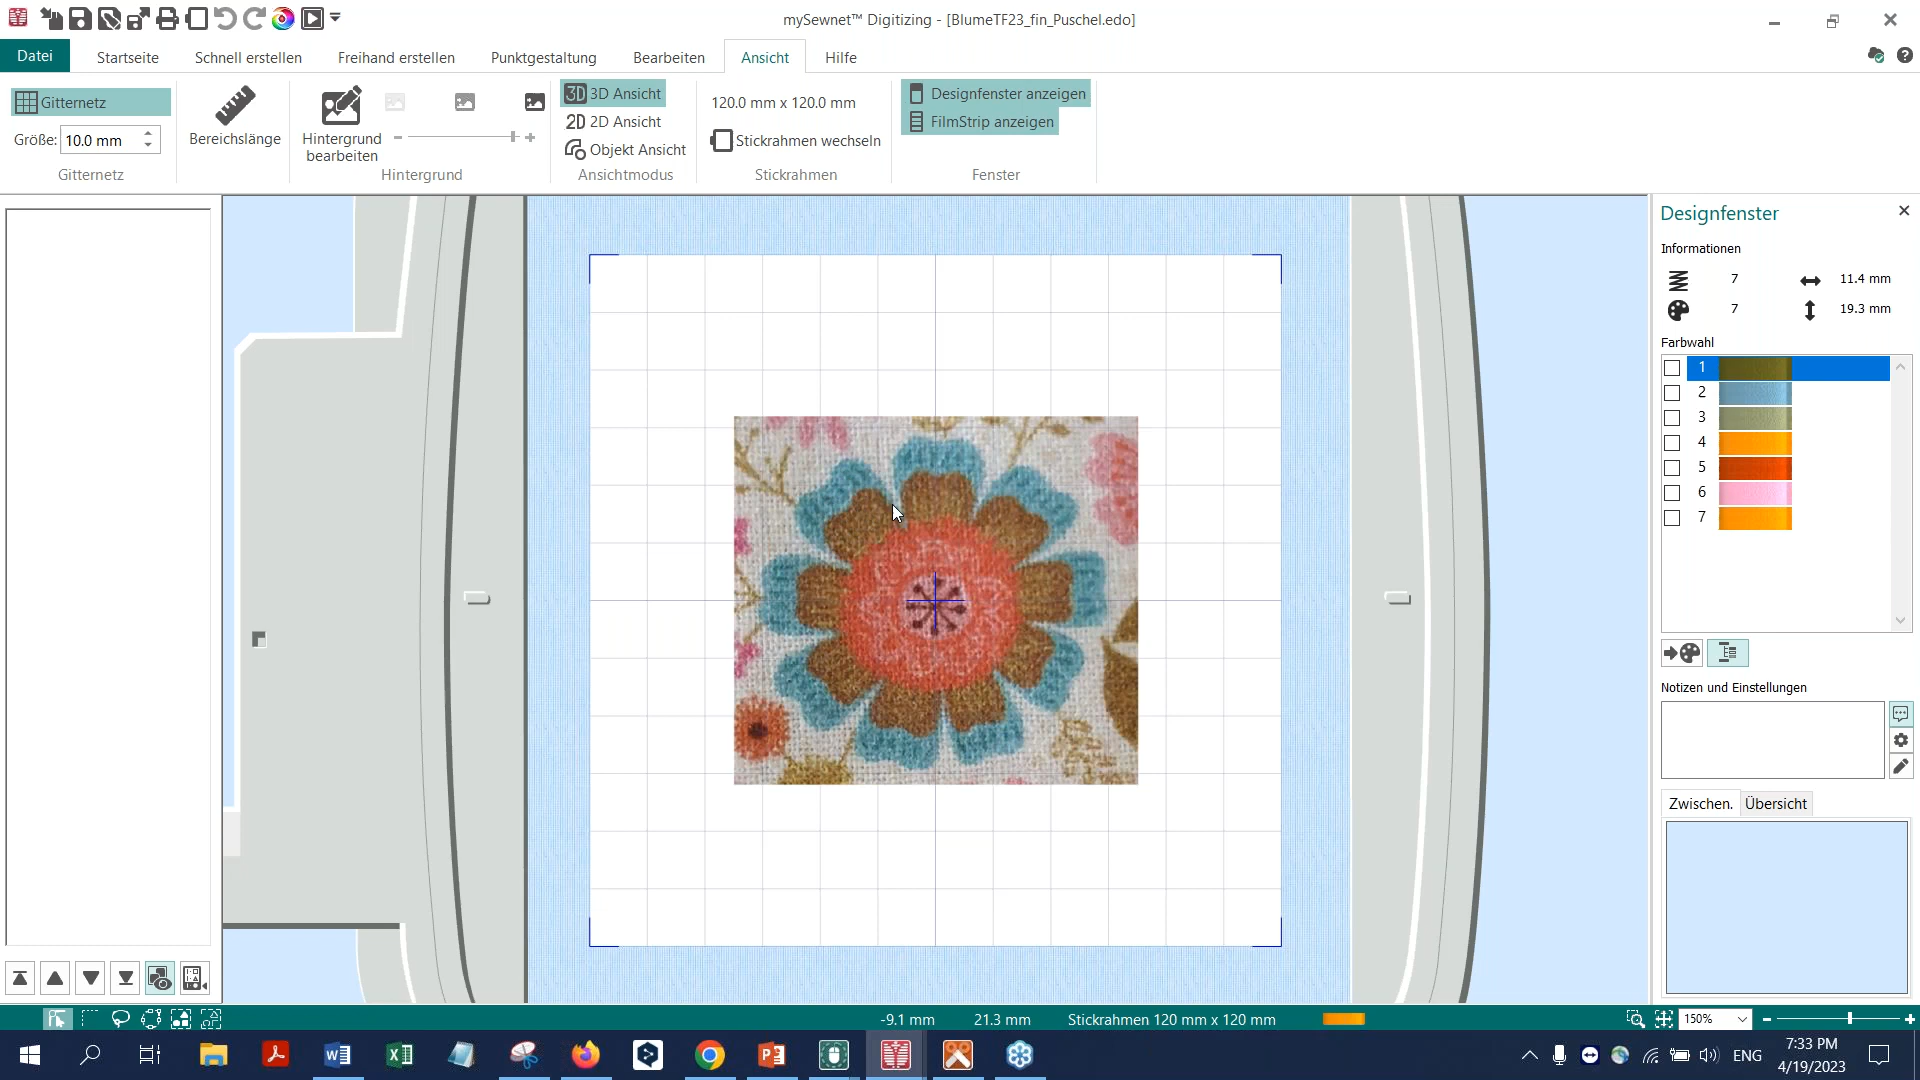 mySewnet™ Digitizing - [BlumeTF23_fin_Puschel.edo]
Datei
Startseite
Schnell erstellen
Freihand erstellen
Punktgestaltung
Bearbeiten
Ansicht
Hilfe
Gitternetz
Größe: 10.0 mm
Gitternetz
Bereichslänge
Hintergrund
bearbeiten
Hintergrund
3D 3D Ansicht
2D 2D Ansicht
Objekt Ansicht
Ansichtmodus
120.0 mm x 120.0 mm
Stickrahmen wechseln
Stickrahmen
Designfenster anzeigen
FilmStrip anzeigen
Fenster
Designfenster
Informationen
7 11.4 mm
7 19.3 mm
Farbwahl
1
2
3
4
5
6
7
Notizen und Einstellungen
Zwischen. Übersicht
-9.1 mm 21.3 mm Stickrahmen 120 mm x 120 mm 150%
ENG
7:33 PM
4/19/2023